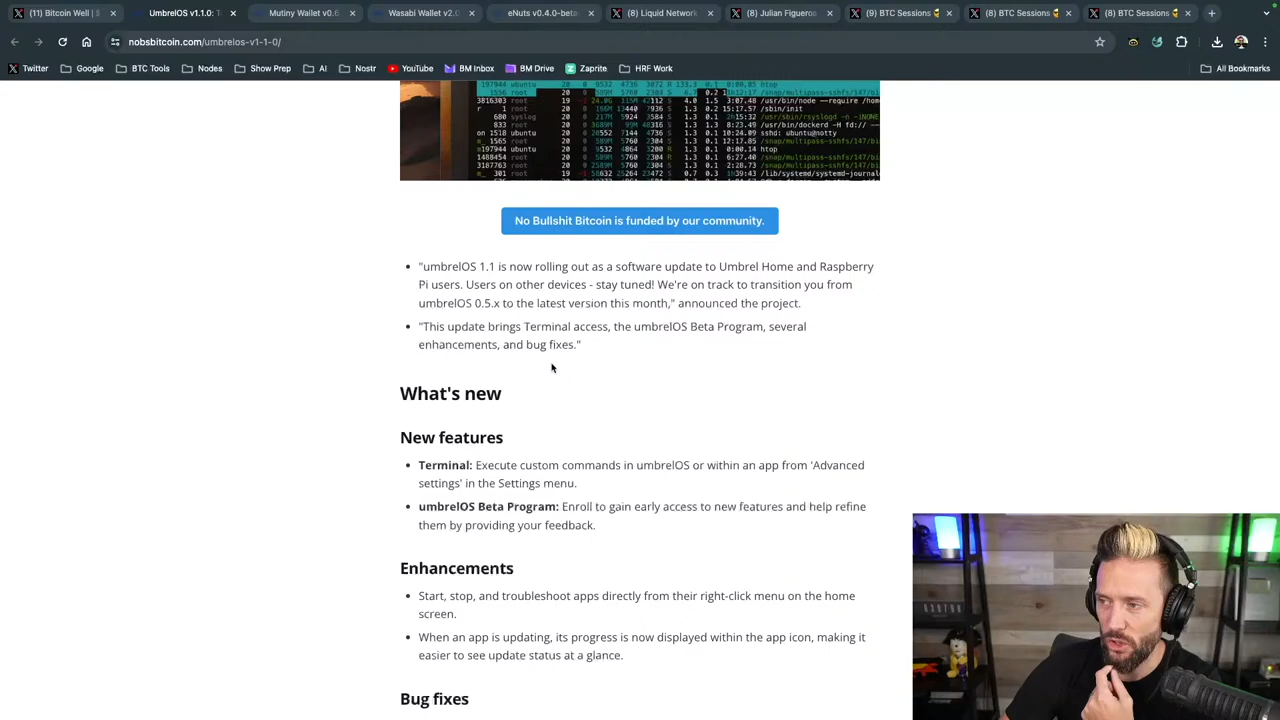 (11) Bitcoin Well | $
UmbrelOS v1.1.0: T
Mutiny Wallet v0.6
Wasabi Wallet v2.0
eNuts v0.4.0-beta
(8) Liquid Network
(8) Julian Figueroa
(9) BTC Sessions
(8) BTC Sessions
(8) BTC Sessions
nobsbitcoin.com/umbrelos-v1-1-0/
Twitter
Google
BTC Tools
Nodes
Show Prep
AI
Nostr
YouTube
BM Inbox
BM Drive
Zaprite
HRF Work
All Bookmarks
No Bullshit Bitcoin is funded by our community.
"umbrelOS 1.1 is now rolling out as a software update to Umbrel Home and Raspberry
Pi users. Users on other devices - stay tuned! We're on track to transition you from
umbrelOS 0.5.x to the latest version this month," announced the project.
"This update brings Terminal access, the umbrelOS Beta Program, several
enhancements, and bug fixes."
What's new
New features
Terminal: Execute custom commands in umbrelOS or within an app from 'Advanced
settings' in the Settings menu.
umbrelOS Beta Program: Enroll to gain early access to new features and help refine
them by providing your feedback.
Enhancements
Start, stop, and troubleshoot apps directly from their right-click menu on the home
screen.
When an app is updating, its progress is now displayed within the app icon, making it
easier to see update status at a glance.
Bug fixes